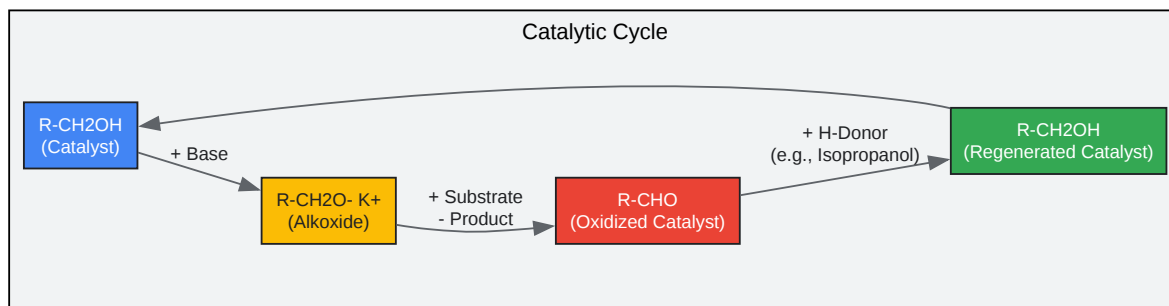 Catalytic Cycle
R-CH2OH
(Catalyst)
+ Base
R-CH2O- K+
(Alkoxide)
+ Substrate
- Product
R-CHO
(Oxidized Catalyst)
+ H-Donor
(e.g., Isopropanol)
R-CH2OH
(Regenerated Catalyst)